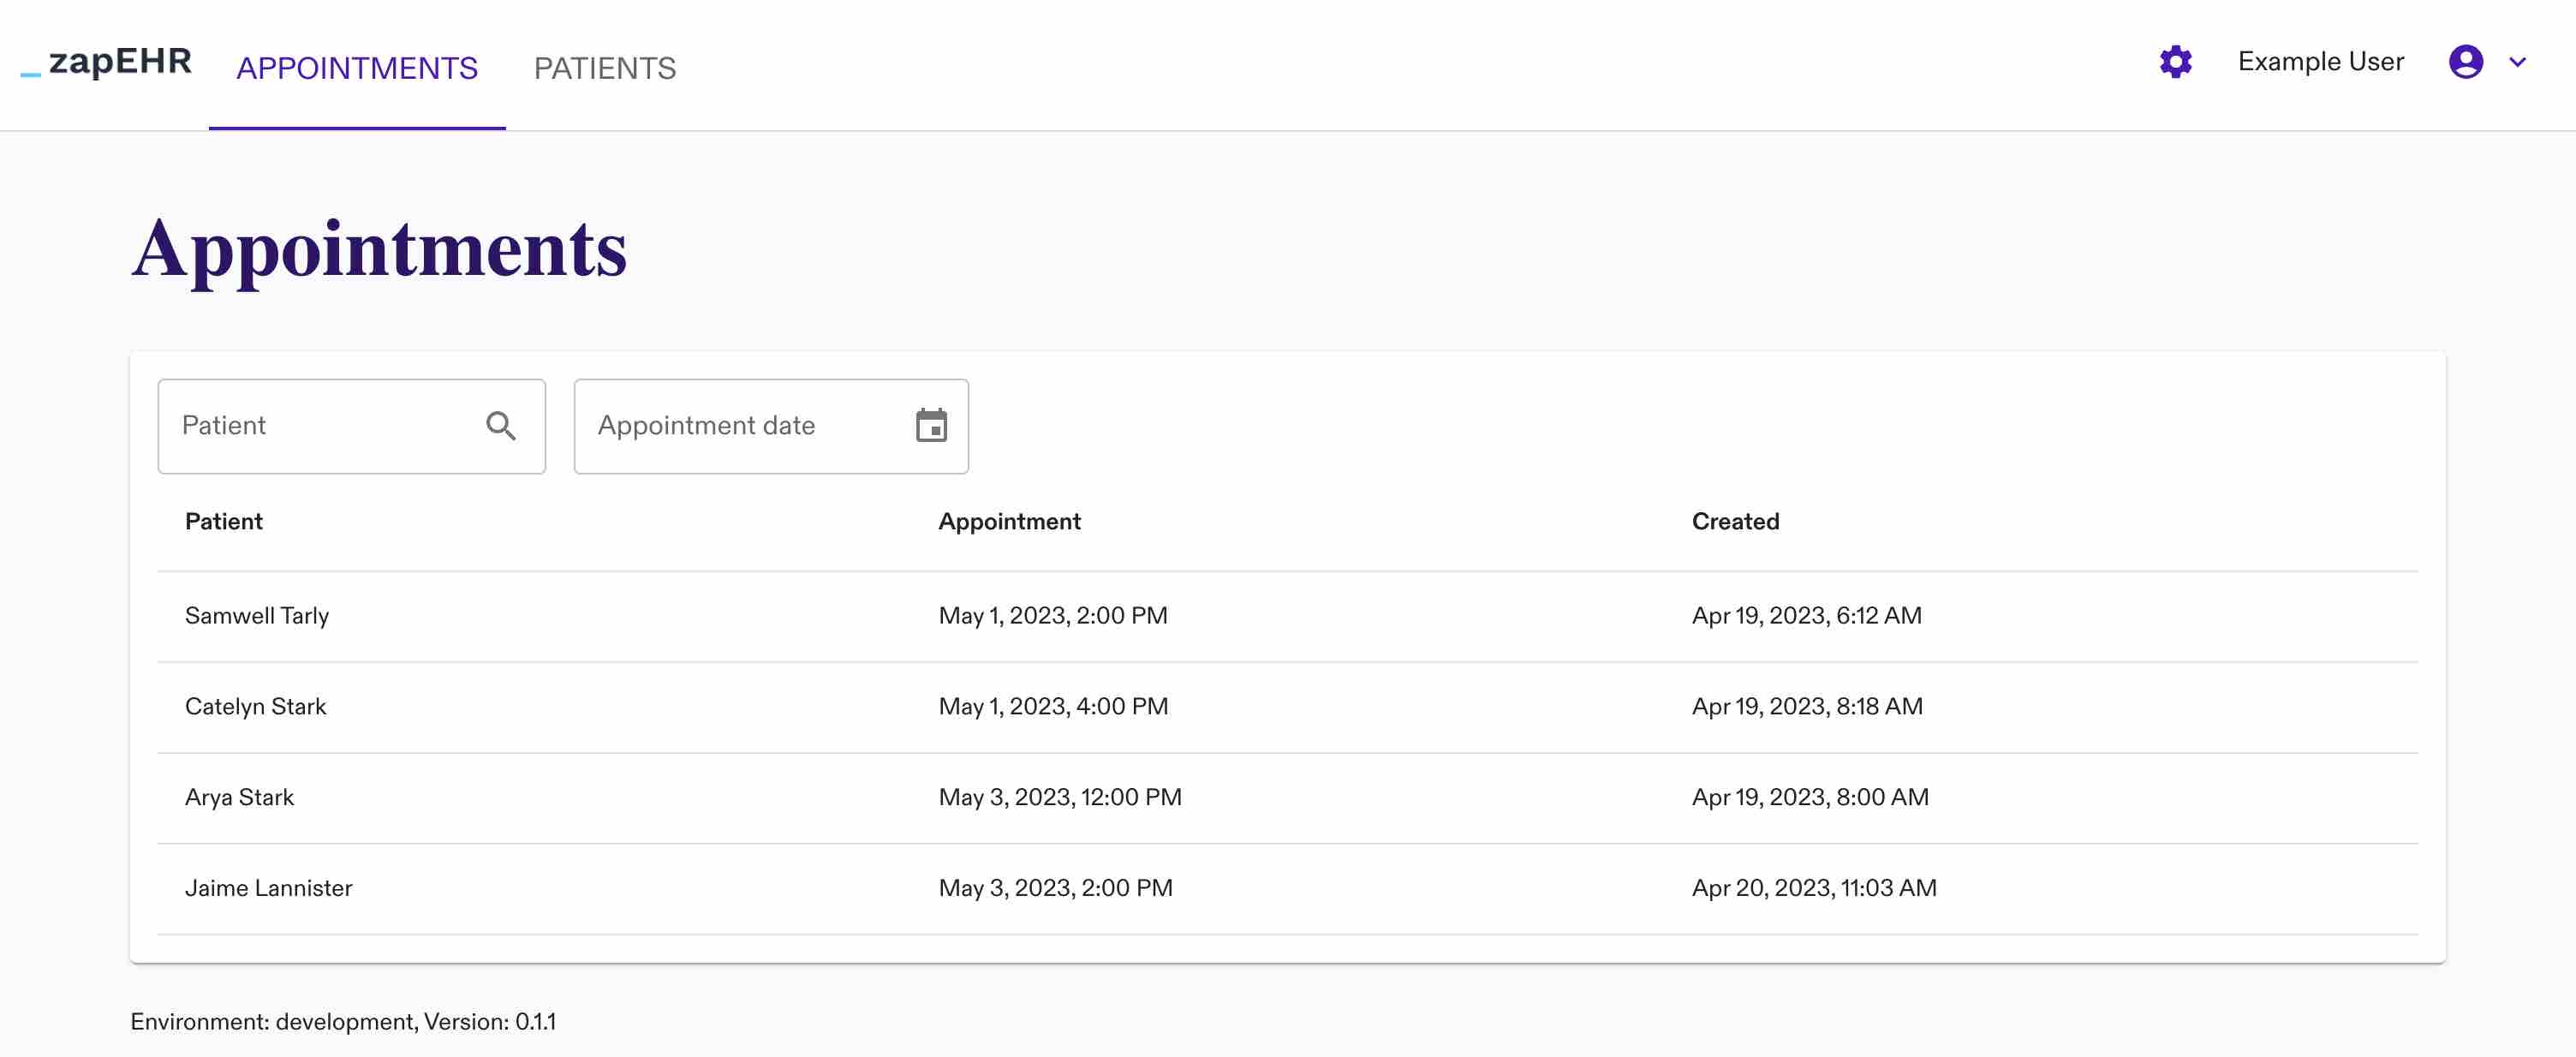 _ zapEHR APPOINTMENTS PATIENTS Example User
Appointments
Patient Appointment date
Patient Appointment Created
Samwell Tarly May 1, 2023, 2:00 PM Apr 19, 2023, 6:12 AM
Catelyn Stark May 1, 2023, 4:00 PM Apr 19, 2023, 8:18 AM
Arya Stark May 3, 2023, 12:00 PM Apr 19, 2023, 8:00 AM
Jaime Lannister May 3, 2023, 2:00 PM Apr 20, 2023, 11:03 AM
Environment: development, Version: 0.1.1